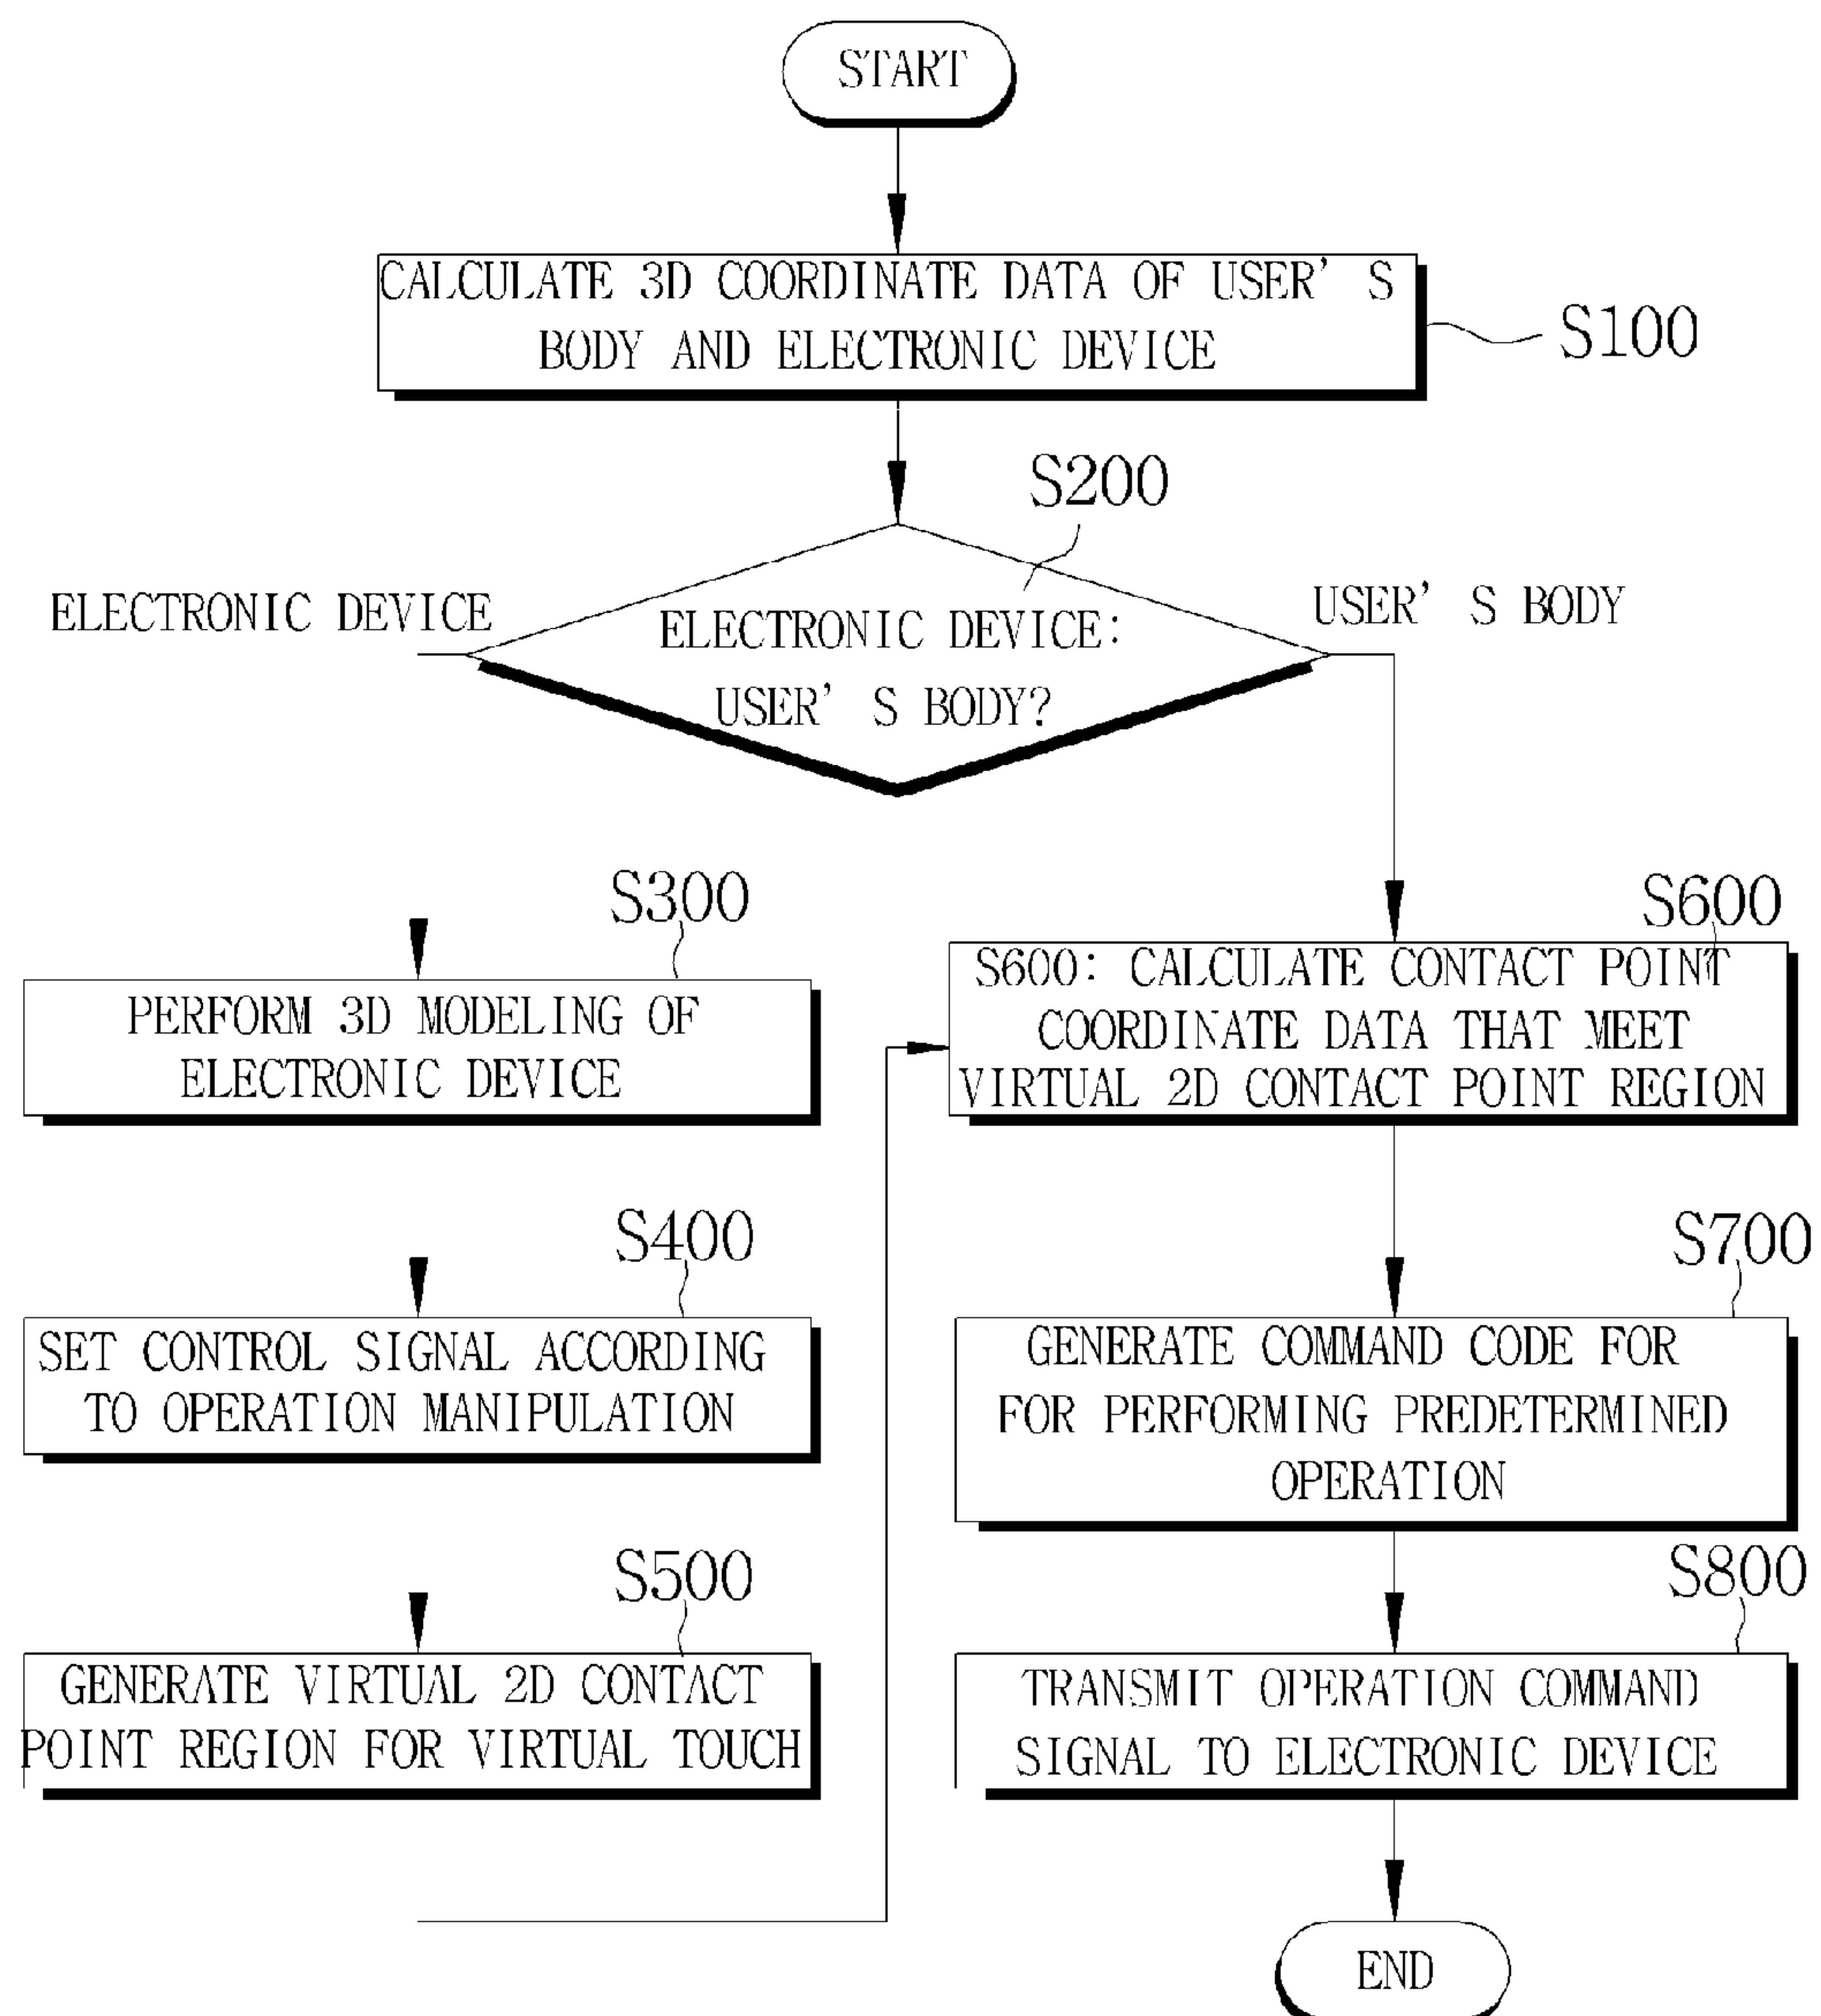 START
CALCULATE 3D COORDINATE DATA OF USER'S
BODY AND ELECTRONIC DEVICE
S100
S200
ELECTRONIC DEVICE
ELECTRONIC DEVICE:
USER'S BODY?
USER'S BODY
S300
PERFORM 3D MODELING OF
ELECTRONIC DEVICE
S400
SET CONTROL SIGNAL ACCORDING
TO OPERATION MANIPULATION
S500
GENERATE VIRTUAL 2D CONTACT
POINT REGION FOR VIRTUAL TOUCH
S600
S600: CALCULATE CONTACT POINT
COORDINATE DATA THAT MEET
VIRTUAL 2D CONTACT POINT REGION
S700
GENERATE COMMAND CODE FOR
FOR PERFORMING PREDETERMINED
OPERATION
S800
TRANSMIT OPERATION COMMAND
SIGNAL TO ELECTRONIC DEVICE
END